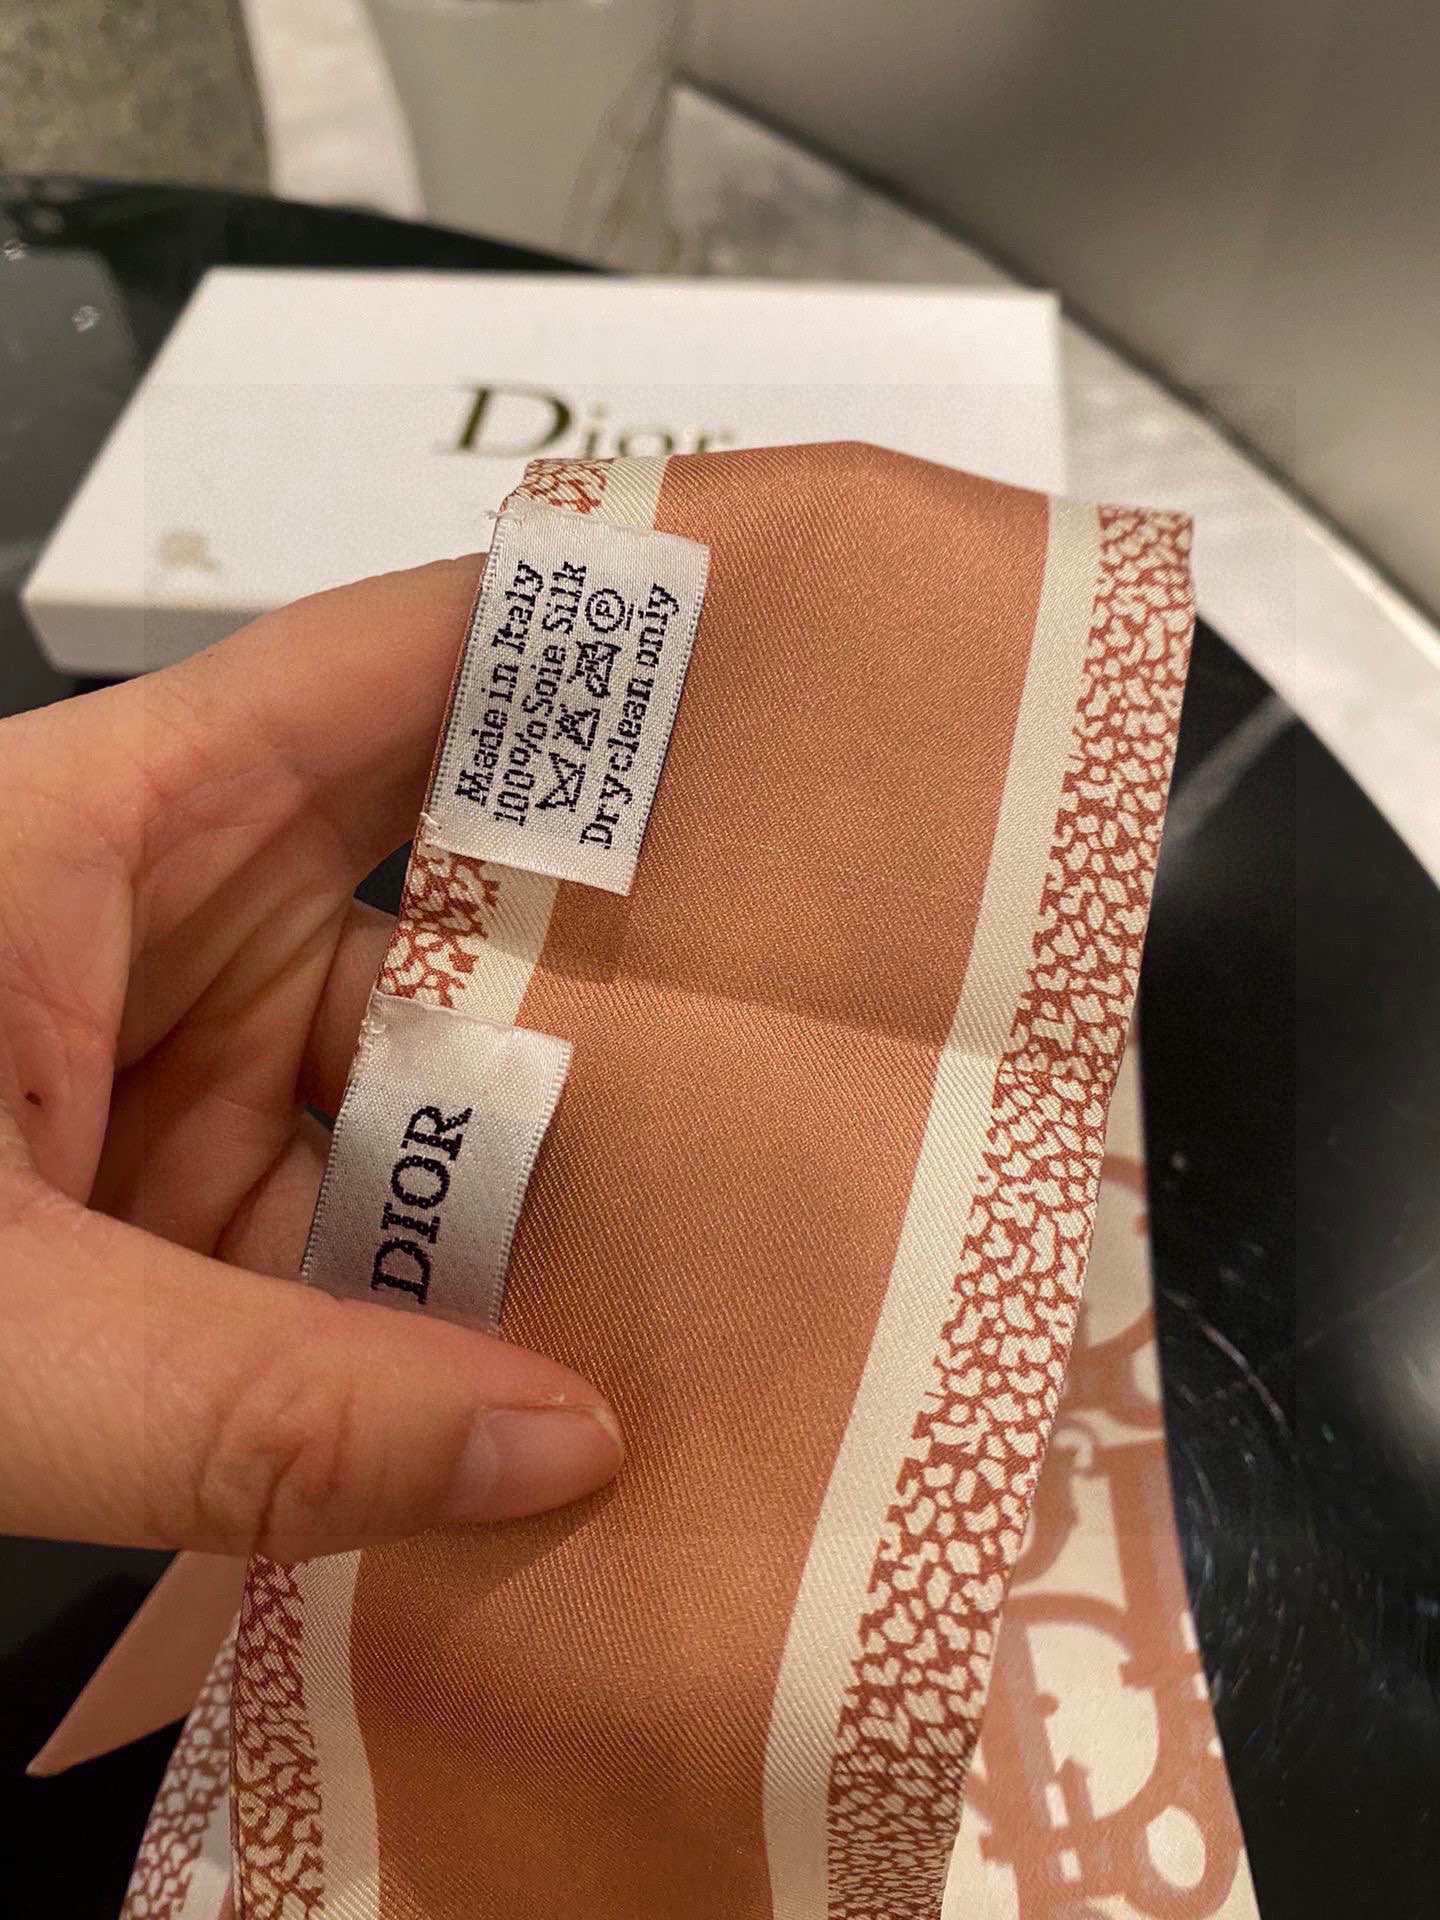 Dior
Made in Italy
100% Soie Silk
P
Dryclean only
DIOR